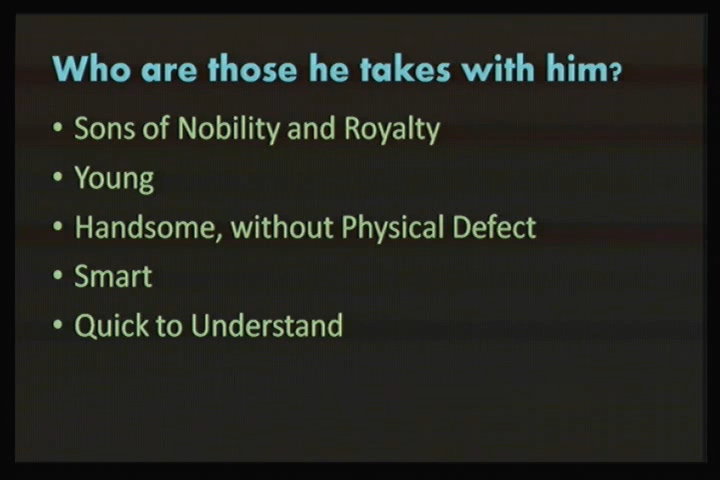 Who are those he takes with him?
• Sons of Nobility and Royalty
• Young
• Handsome, without Physical Defect
• Smart
• Quick to Understand